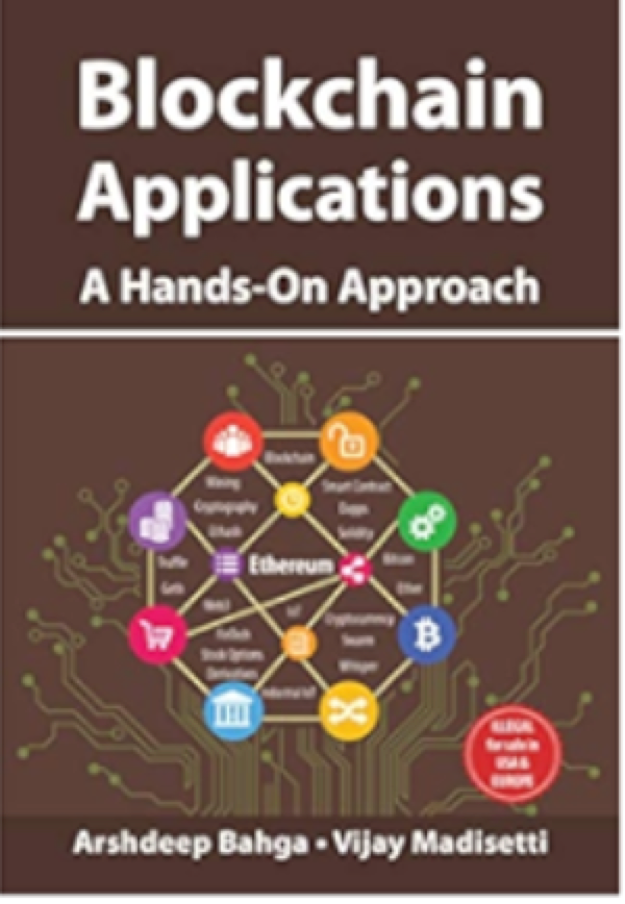 Blockchain
Applications
A Hands-On Approach
Blockchain
Mining
Smart Contract
Cryptography
Dapps
Ethash
Solidity
Truffle
Ethereum
Bitcoin
Geth
Ether
Web3
IoT
Cryptocurrency
FinTech
Swarm
Stock Options
Whisper
Derivatives
Industrial IoT
ILLEGAL
for sale in
USA &
EUROPE
Arshdeep Bahga • Vijay Madisetti